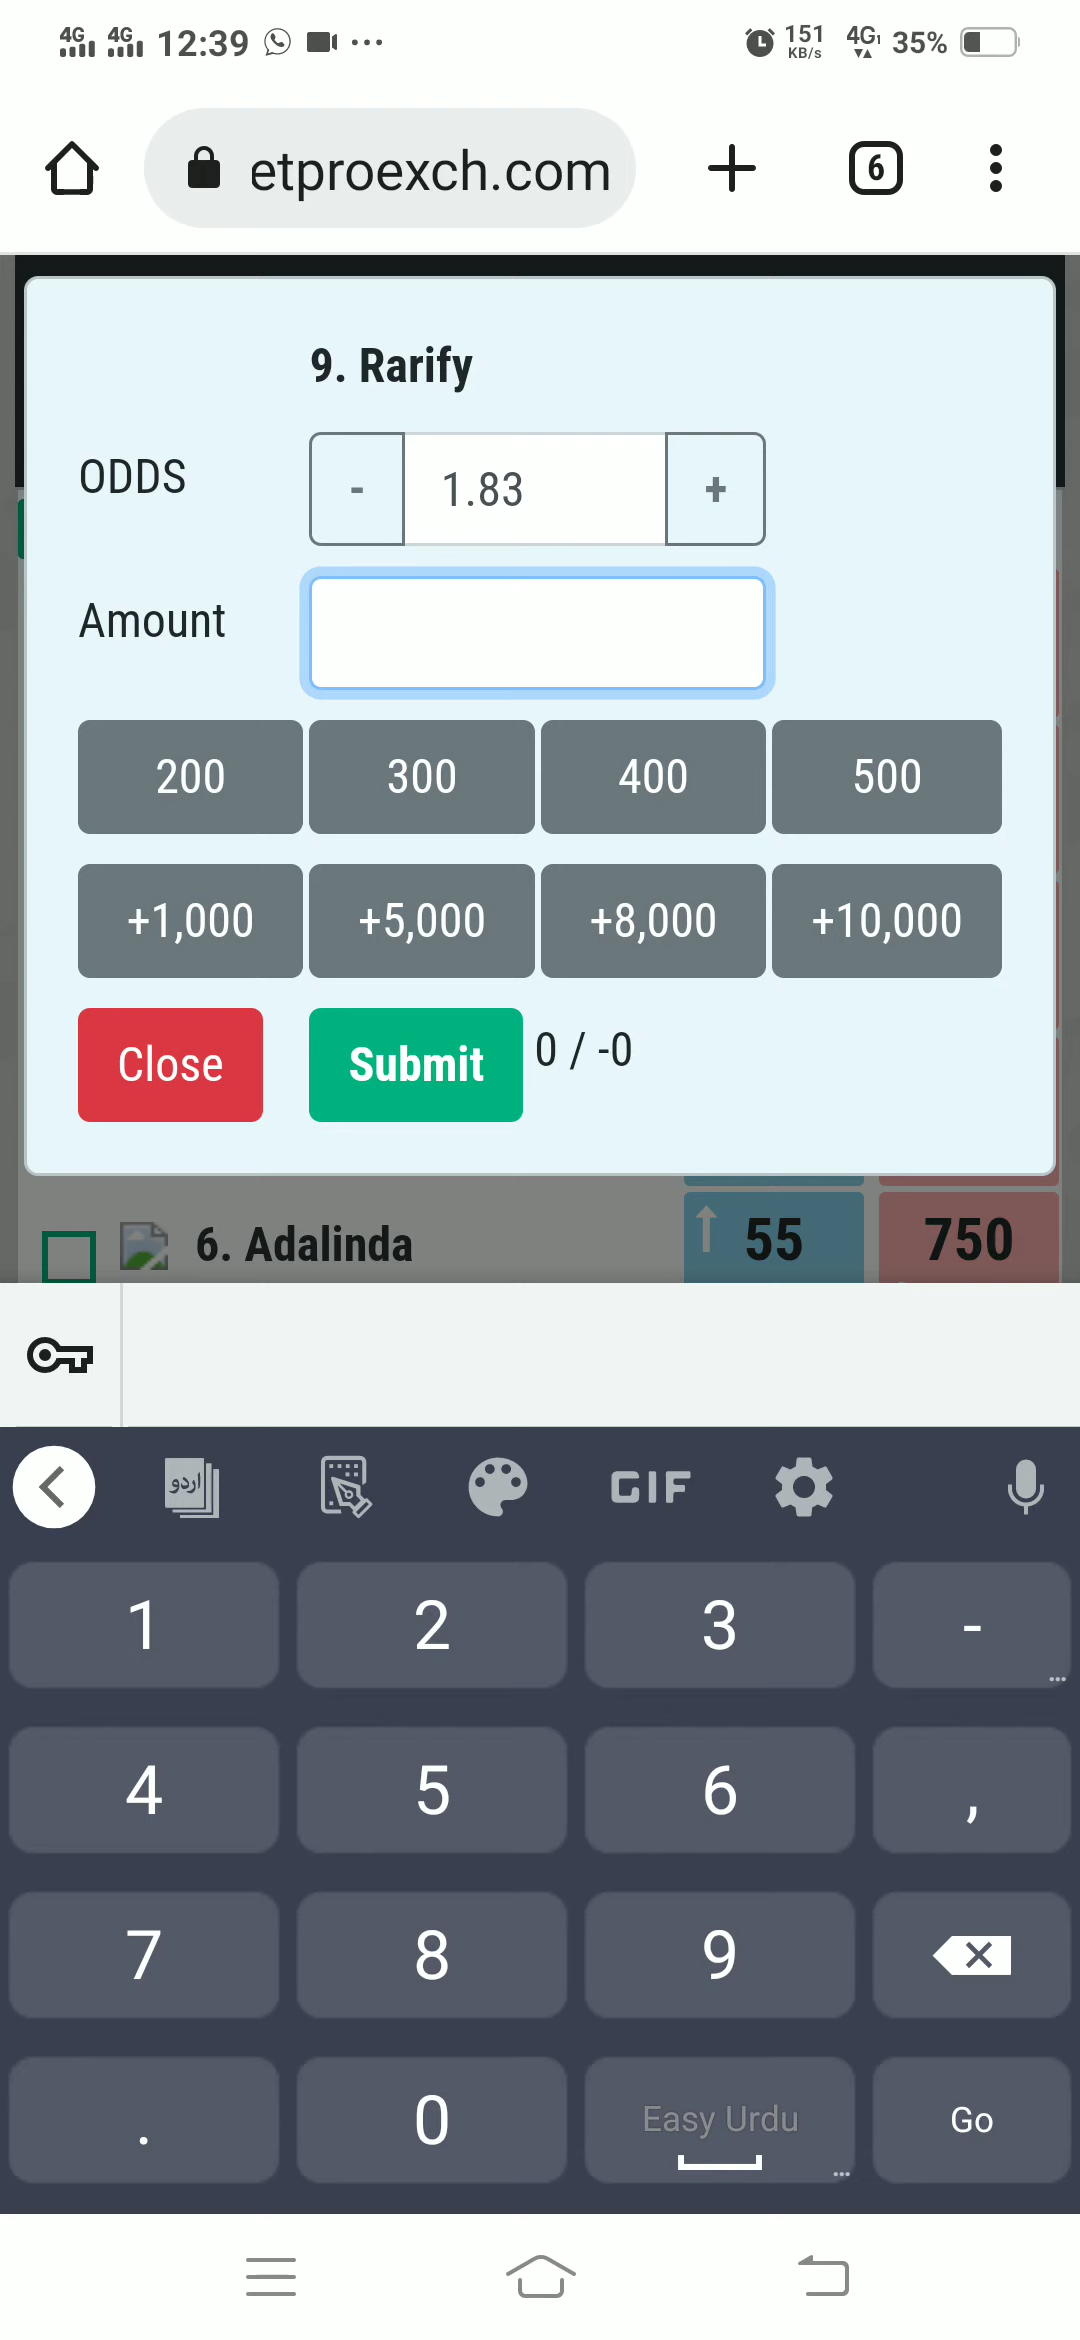 4G 4G 12:39 151 KB/s 4G 35%
etproexch.com 6
9. Rarify
ODDS - 1.83 +
Amount
200 300 400 500
+1,000 +5,000 +8,000 +10,000
Close Submit 0 / -0
6. Adalinda 55 750
اردو GIF
1 2 3 -
4 5 6 ,
7 8 9
. 0 Easy Urdu Go